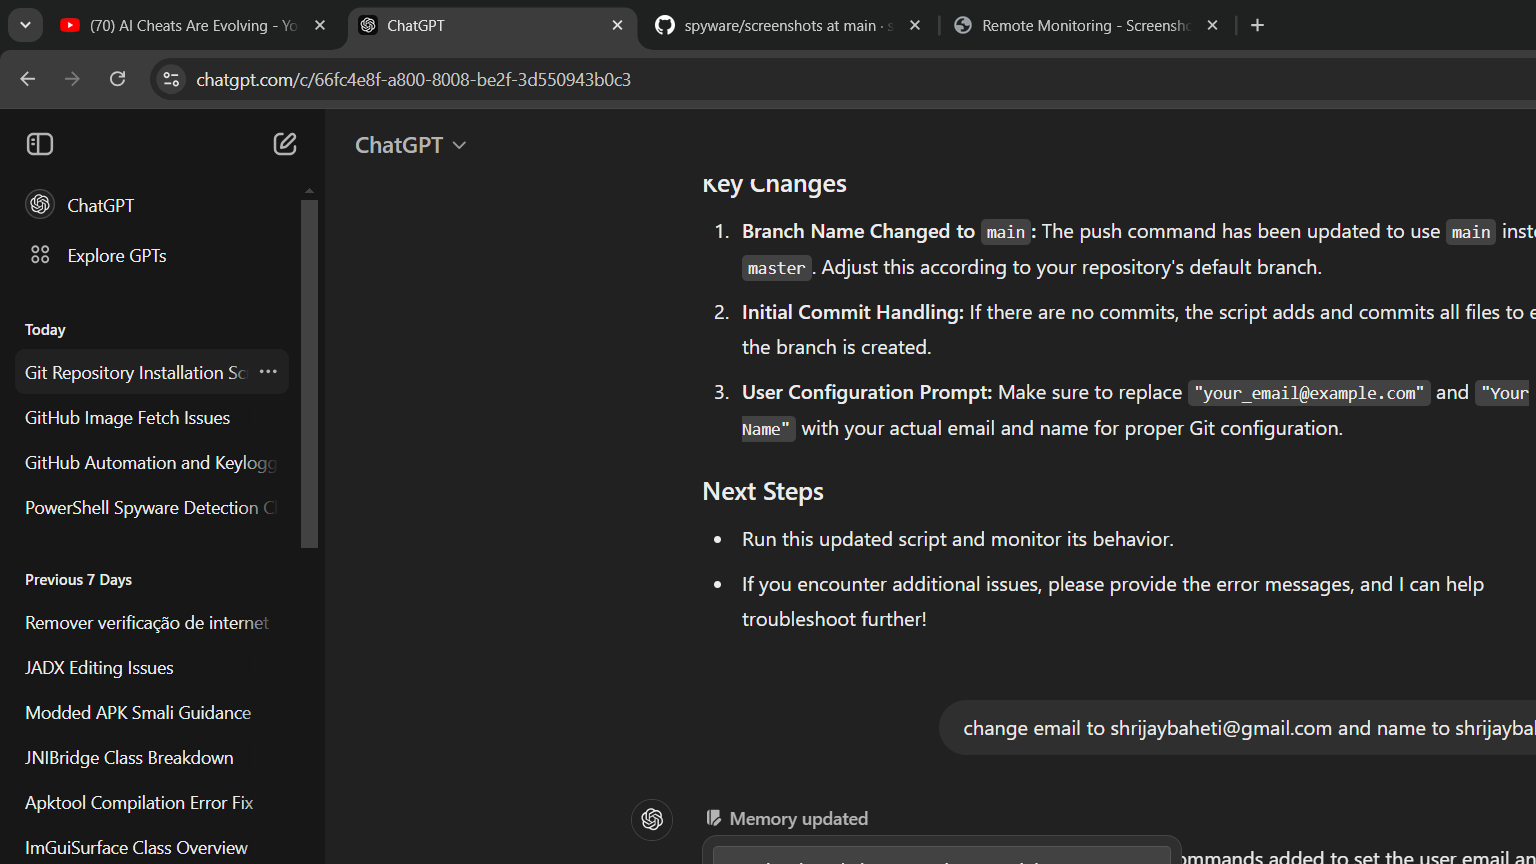 (70) AI Cheats Are Evolving - Yo
ChatGPT
spyware/screenshots at main · s
Remote Monitoring - Screensho
chatgpt.com/c/66fc4e8f-a800-8008-be2f-3d550943b0c3
ChatGPT
Explore GPTs
Today
Git Repository Installation Sc
GitHub Image Fetch Issues
GitHub Automation and Keylogg
PowerShell Spyware Detection C
Previous 7 Days
Remover verificação de internet
JADX Editing Issues
Modded APK Smali Guidance
JNIBridge Class Breakdown
Apktool Compilation Error Fix
ImGuiSurface Class Overview
ChatGPT
Key Changes
1. Branch Name Changed to main: The push command has been updated to use main inste
master. Adjust this according to your repository's default branch.
2. Initial Commit Handling: If there are no commits, the script adds and commits all files to e
the branch is created.
3. User Configuration Prompt: Make sure to replace "your_email@example.com" and "Your
Name" with your actual email and name for proper Git configuration.
Next Steps
• Run this updated script and monitor its behavior.
• If you encounter additional issues, please provide the error messages, and I can help
troubleshoot further!
change email to shrijaybaheti@gmail.com and name to shrijaybah
Memory updated
ommands added to set the user email an